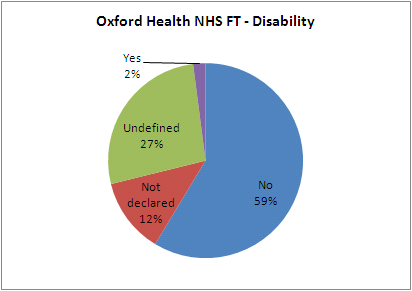 Oxford Health NHS FT - Disability
Yes
2%
Undefined
27%
No
59%
Not
declared
12%